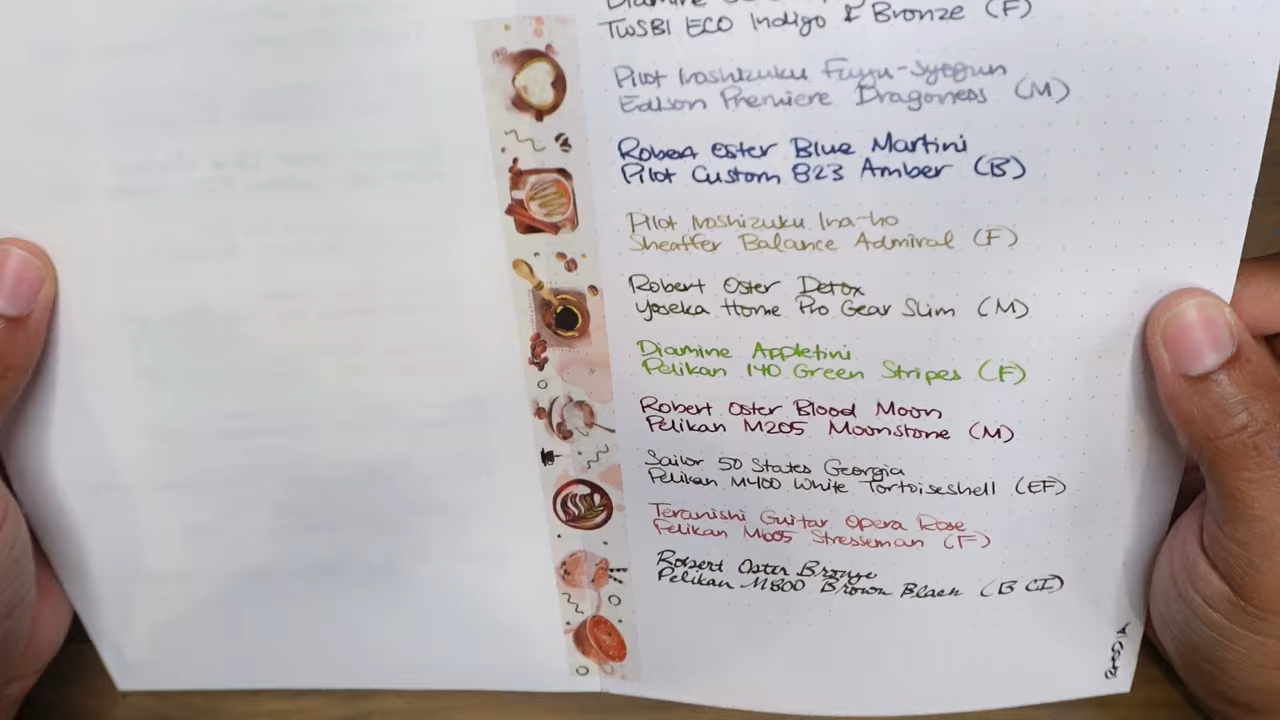 Diamine
TWSBI ECO Indigo & Bronze (F)
Pilot Iroshizuku Fuyu-syogun
Edison Premiere Dragoness (M)
Robert Oster Blue Martini
Pilot Custom 823 Amber (B)
Pilot Iroshizuku Ina-ho
Sheaffer Balance Admiral (F)
Robert Oster Detox
Yoseka Home Pro Gear Slim (M)
Diamine Appletini
Pelikan 140 Green Stripes (F)
Robert Oster Blood Moon
Pelikan M205 Moonstone (M)
Sailor 50 States Georgia
Pelikan M400 White Tortoiseshell (EF)
Teranishi Guitar Opera Rose
Pelikan M605 Stresseman (F)
Robert Oster Bronze
Pelikan M800 Brown Black (B CI)
RHODIA